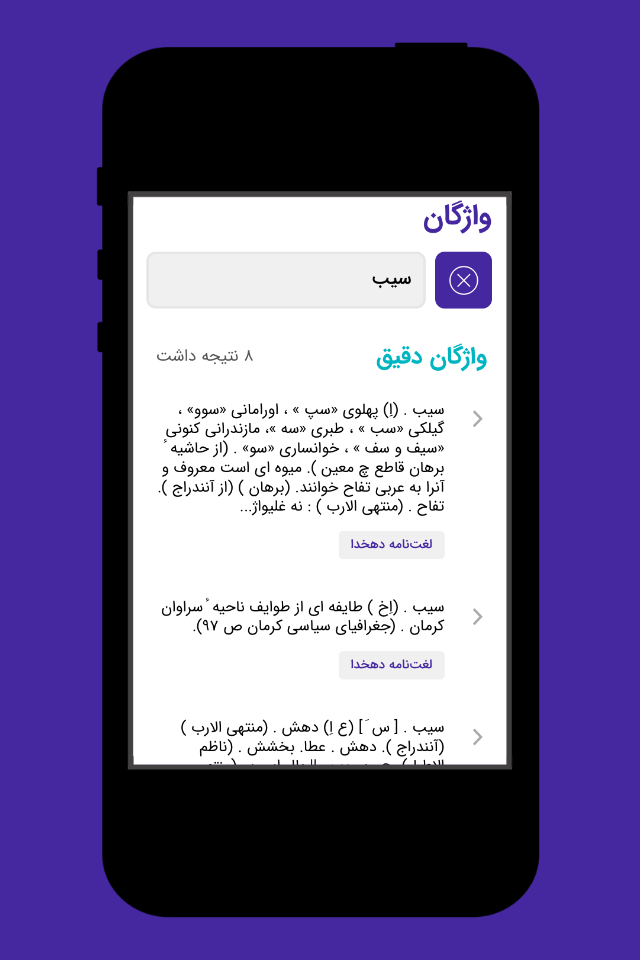 واژگان
سیب
واژگان دقیق
۸ نتیجه داشت
سیب . (اِ) پهلوی «سپ » ، اورامانی «سوو» ،
گیلکی «سب » ، طبری «سه »، مازندرانی کنونی
«سیف و سف » ، خوانساری «سو» . (از حاشیه ٔ
برهان قاطع چ معین ). میوه ای است معروف و
آنرا به عربی تفاح خوانند. (برهان ) (از آنندراج ).
تفاح . (منتهی الارب ) : نه غلیواژ...
لغت‌نامه دهخدا
سیب . (اِخ ) طایفه ای از طوایف ناحیه ٔ سراوان
کرمان . (جغرافیای سیاسی کرمان ص ۹۷).
لغت‌نامه دهخدا
سیب . [ س َ ] (ع اِ) دهش . (منتهی الارب )
(آنندراج ). دهش . عطا. بخشش . (ناظم